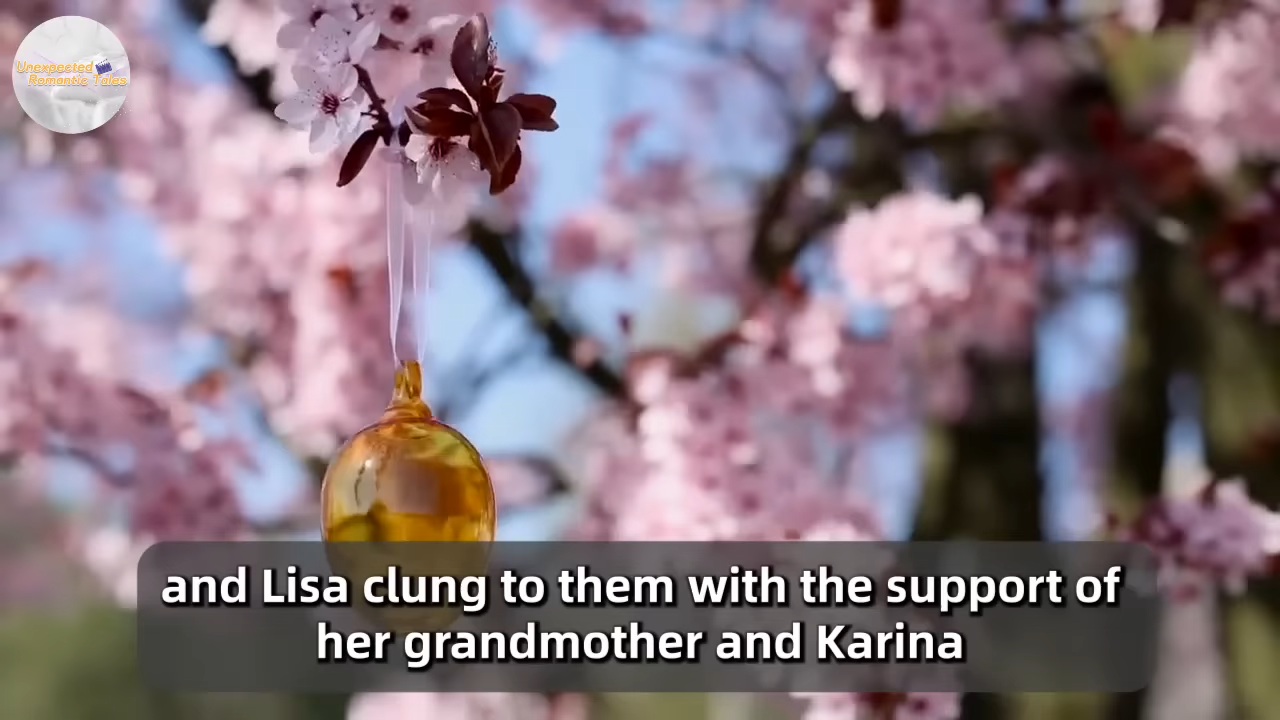 Unexpected
Romantic Tales
and Lisa clung to them with the support of
her grandmother and Karina